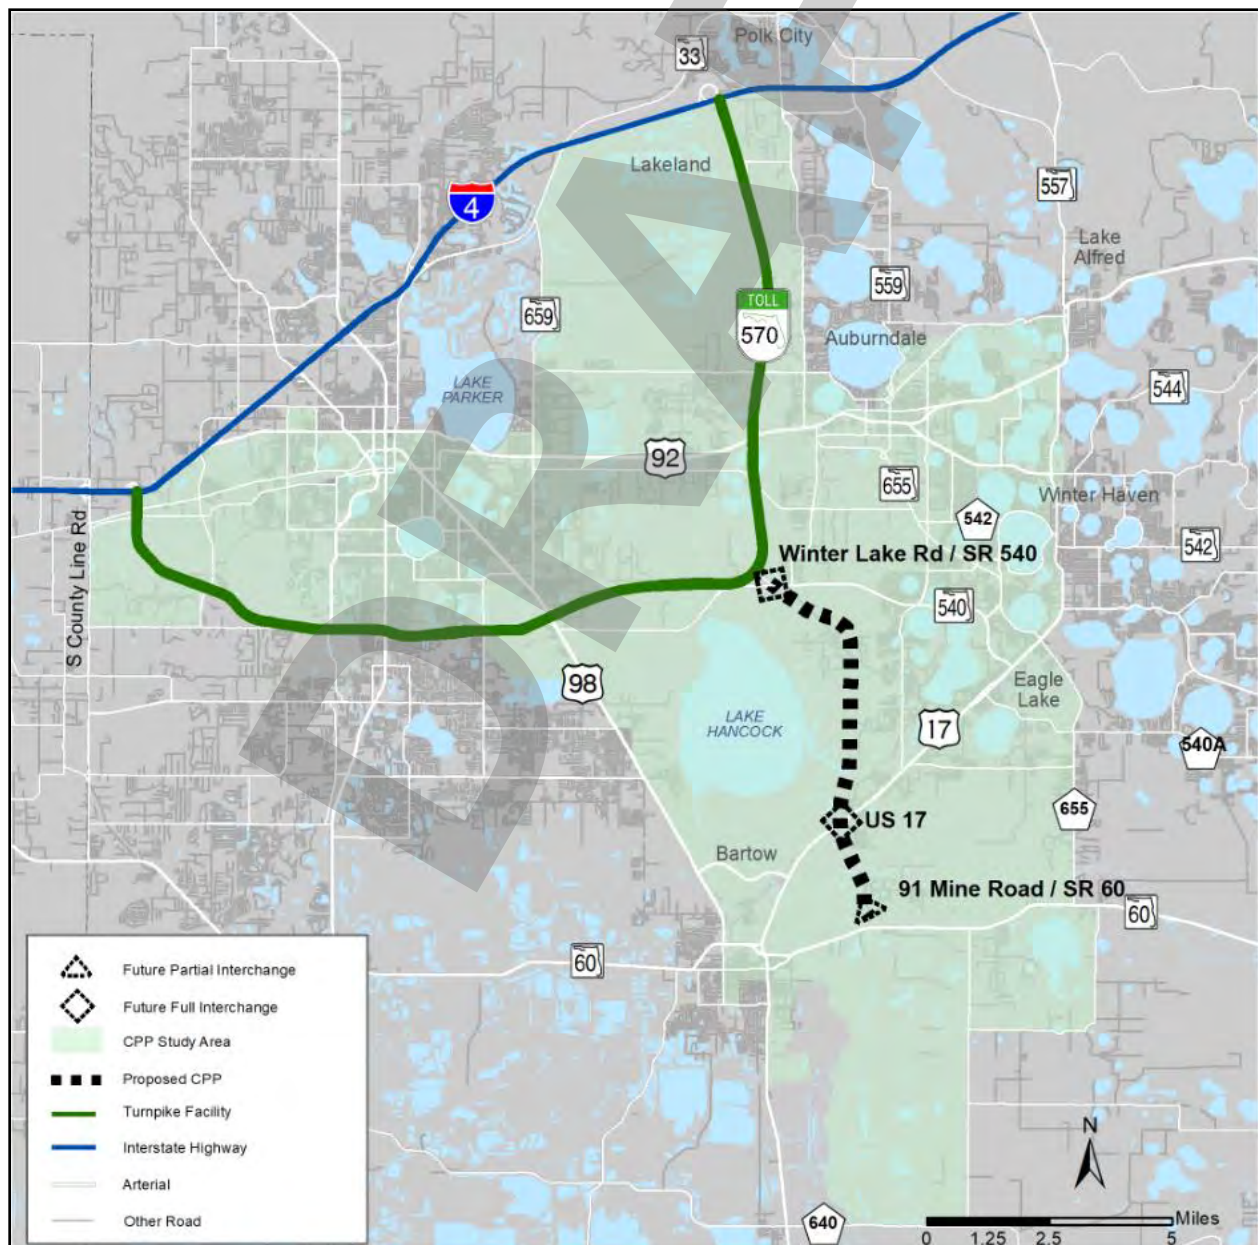 Polk City
33
Lakeland
4
557
Lake
Alfred
559
659
TOLL
570
Auburndale
LAKE
PARKER
544
92
655
Winter Haven
542
542
S County Line Rd
Winter Lake Rd / SR 540
540
98
Eagle
Lake
LAKE
HANCOCK
17
540A
655
US 17
Bartow
91 Mine Road / SR 60
60
60
Future Partial Interchange
Future Full Interchange
CPP Study Area
Proposed CPP
Turnpike Facility
Interstate Highway
Arterial
Other Road
N
640
Miles
0 1.25 2.5 5
DRAFT